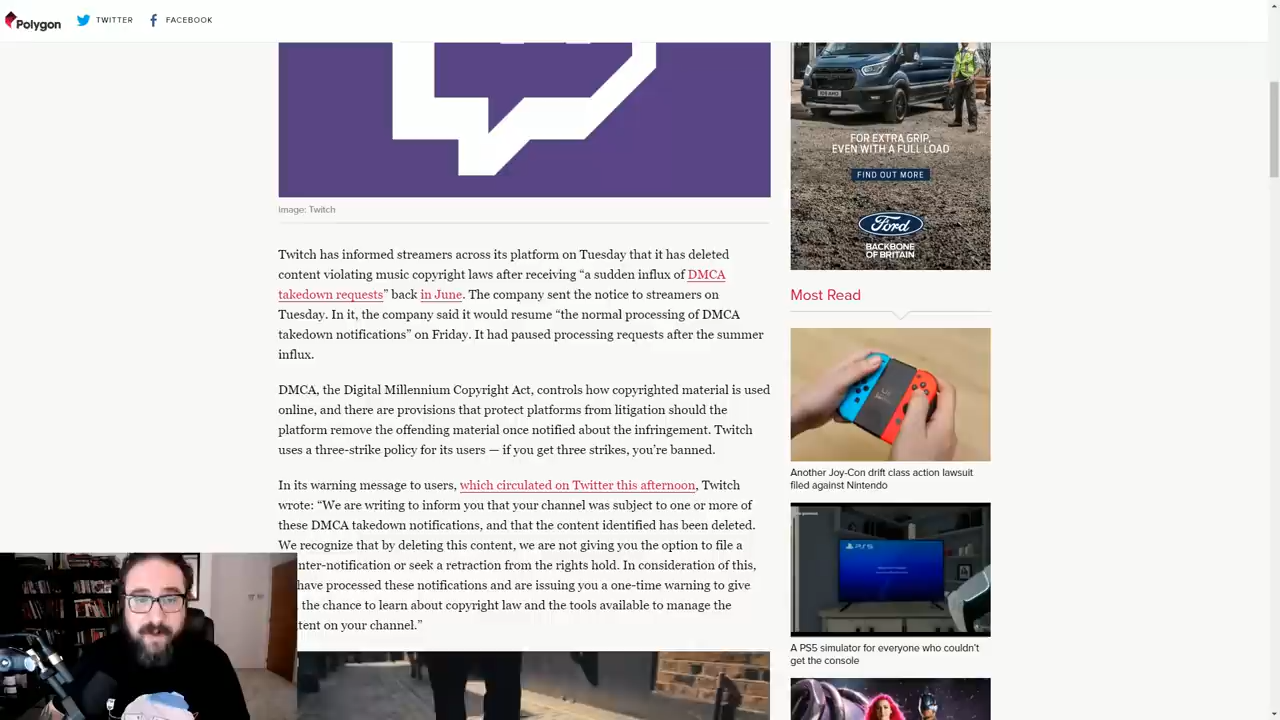 Polygon TWITTER FACEBOOK
FOR EXTRA GRIP,
EVEN WITH A FULL LOAD
FIND OUT MORE
Ford
BACKBONE
OF BRITAIN
image: Twitch
Twitch has informed streamers across its platform on Tuesday that it has deleted
content violating music copyright laws after receiving “a sudden influx of DMCA
takedown requests” back in June. The company sent the notice to streamers on
Tuesday. In it, the company said it would resume “the normal processing of DMCA
takedown notifications” on Friday. It had paused processing requests after the summer
influx.
DMCA, the Digital Millennium Copyright Act, controls how copyrighted material is used
online, and there are provisions that protect platforms from litigation should the
platform remove the offending material once notified about the infringement. Twitch
uses a three-strike policy for its users — if you get three strikes, you’re banned.
In its warning message to users, which circulated on Twitter this afternoon, Twitch
wrote: “We are writing to inform you that your channel was subject to one or more of
these DMCA takedown notifications, and that the content identified has been deleted.
We recognize that by deleting this content, we are not giving you the option to file a
nter-notification or seek a retraction from the rights hold. In consideration of this,
have processed these notifications and are issuing you a one-time warning to give
the chance to learn about copyright law and the tools available to manage the
tent on your channel.”
Most Read
Another Joy-Con drift class action lawsuit
filed against Nintendo
PS5
A PS5 simulator for everyone who couldn’t
get the console